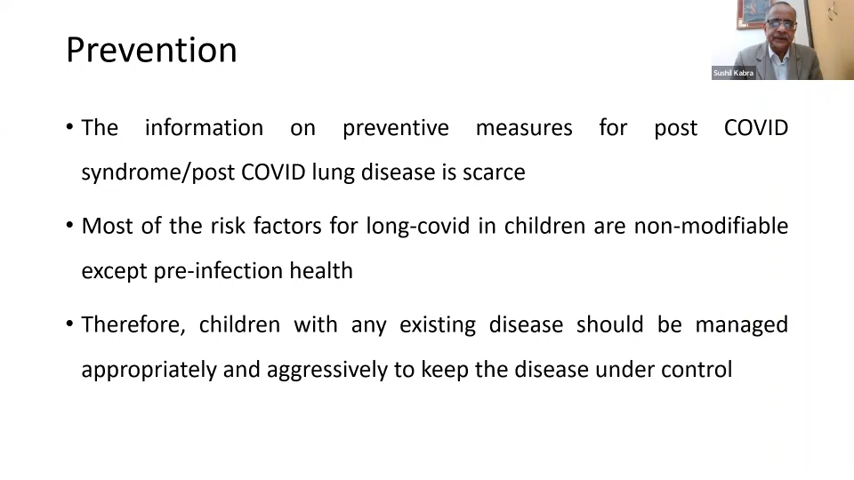 Prevention
Sushil Kabra
• The information on preventive measures for post COVID
syndrome/post COVID lung disease is scarce
• Most of the risk factors for long-covid in children are non-modifiable
except pre-infection health
• Therefore, children with any existing disease should be managed
appropriately and aggressively to keep the disease under control